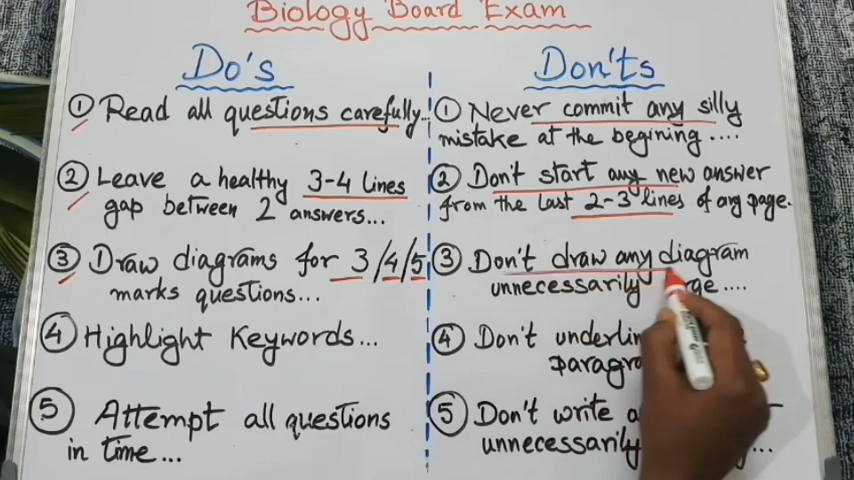 Biology Board Exam
Do's
① Read all questions carefully...
② Leave a healthy 3-4 lines
gap between 2 answers...
③ Draw diagrams for 3/4/5
marks questions...
④ Highlight Keywords...
⑤ Attempt all questions
in time...
Don'ts
① Never commit any silly
mistake at the begining ....
② Don't start any new answer
from the last 2-3 lines of any page.
③ Don't draw any diagram
unnecessarily
④ Don't
⑤ Don't write
unnecessarily